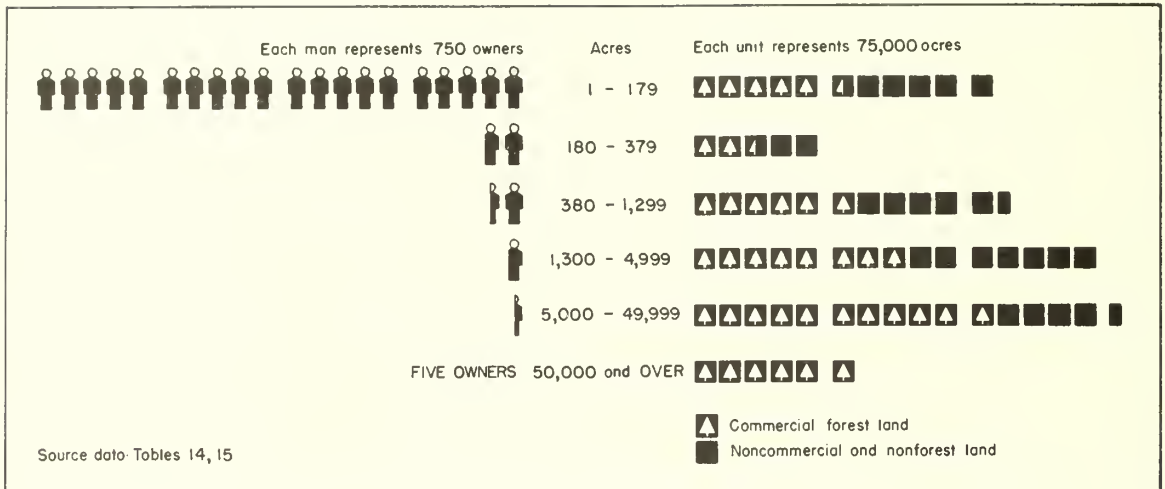 Each man represents 750 owners
Acres
Each unit represents 75,000 ocres
1 - 179
180 - 379
380 - 1,299
1,300 - 4,999
5,000 - 49,999
FIVE OWNERS 50,000 ond OVER
Commercial forest land
Noncommercial ond nonforest land
Source dato· Tobles 14, 15